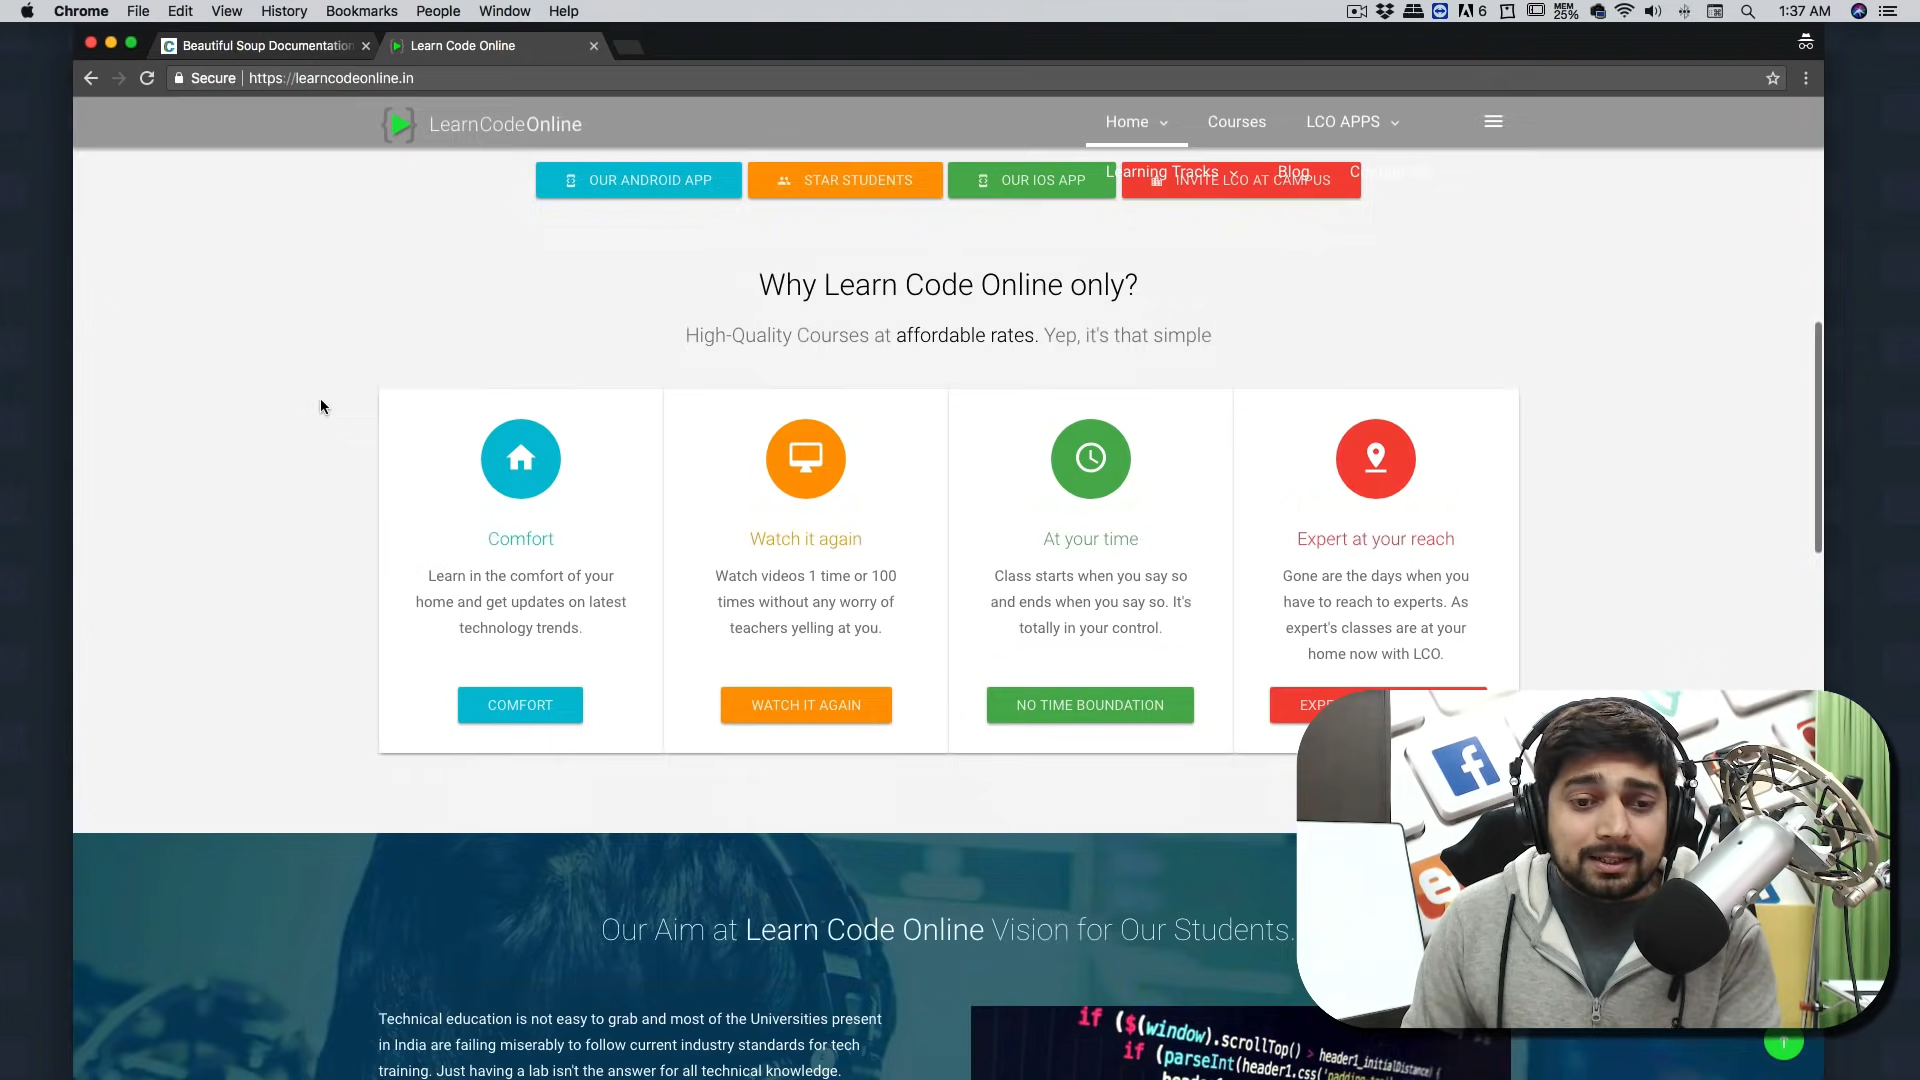 Chrome File Edit View History Bookmarks People Window Help
6 MEM 25% 1:37 AM
Beautiful Soup Documentation
Learn Code Online
Secure https://learncodeonline.in
LearnCodeOnline
Home Courses LCO APPS
Learning Tracks Blog
OUR ANDROID APP
STAR STUDENTS
OUR IOS APP
INVITE LCO AT CAMPUS
Why Learn Code Online only?
High-Quality Courses at affordable rates. Yep, it's that simple
Comfort
Learn in the comfort of your
home and get updates on latest
technology trends.
COMFORT
Watch it again
Watch videos 1 time or 100
times without any worry of
teachers yelling at you.
WATCH IT AGAIN
At your time
Class starts when you say so
and ends when you say so. It's
totally in your control.
NO TIME BOUNDATION
Expert at your reach
Gone are the days when you
have to reach to experts. As
expert's classes are at your
home now with LCO.
Our Aim at Learn Code Online Vision for Our Students.
Technical education is not easy to grab and most of the Universities present
in India are failing miserably to follow current industry standards for tech
training. Just having a lab isn't the answer for all technical knowledge.
if ($(window).scrollTop() > header1_initialDistance) {
if (parseInt(header1.css('padding-